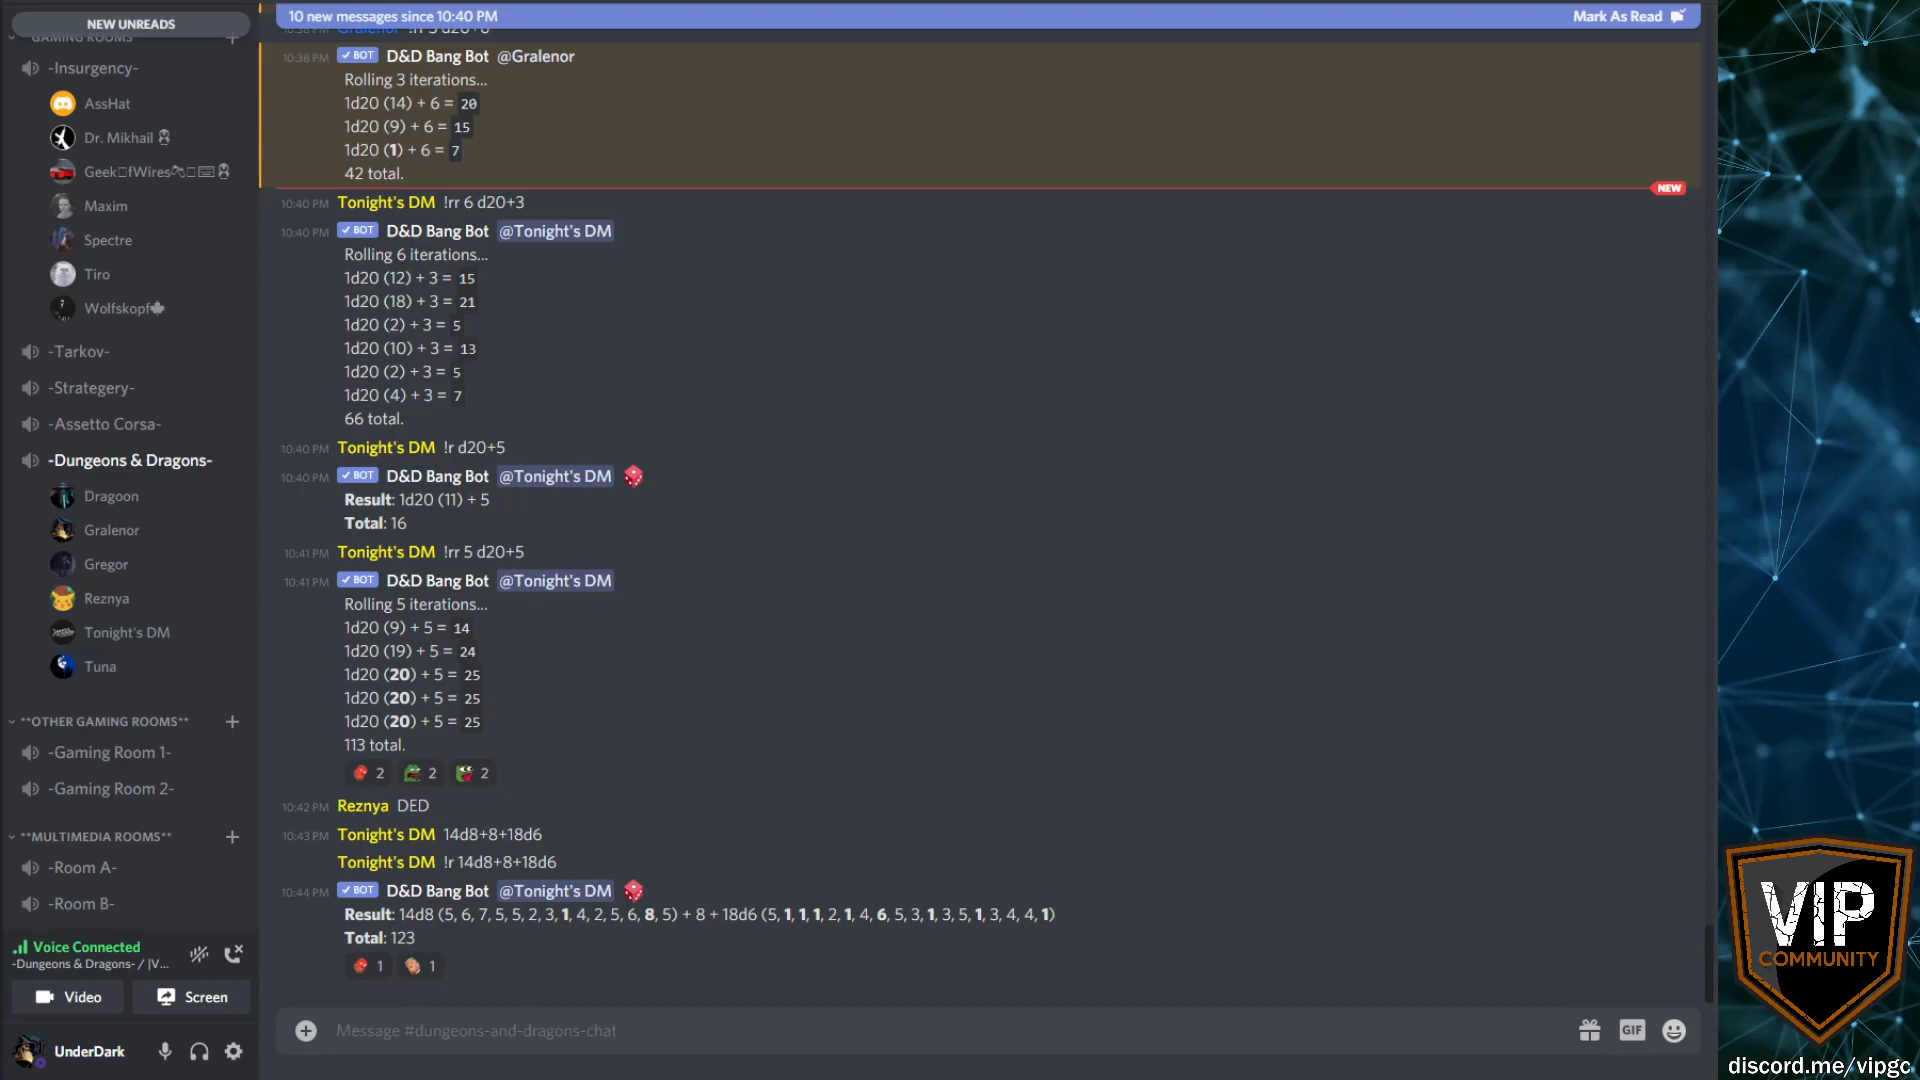 NEW UNREADS
GAMING ROOMS
-Insurgency-
AssHat
Dr. Mikhail
Maxim
Spectre
Tiro
Wolfskopf
-Tarkov-
-Strategery-
-Assetto Corsa-
-Dungeons & Dragons-
Dragoon
Gralenor
Gregor
Reznya
Tonight's DM
Tuna
**OTHER GAMING ROOMS**
-Gaming Room 1-
-Gaming Room 2-
**MULTIMEDIA ROOMS**
-Room A-
-Room B-
Voice Connected
-Dungeons & Dragons- / |V...
Video
Screen
UnderDark
10 new messages since 10:40 PM
Mark As Read
10:38 PM Gralenor !rr 3 d20+6
10:38 PM BOT D&D Bang Bot @Gralenor
Rolling 3 iterations...
1d20 (14) + 6 = 20
1d20 (9) + 6 = 15
1d20 (1) + 6 = 7
42 total.
NEW
10:40 PM Tonight's DM !rr 6 d20+3
10:40 PM BOT D&D Bang Bot @Tonight's DM
Rolling 6 iterations...
1d20 (12) + 3 = 15
1d20 (18) + 3 = 21
1d20 (2) + 3 = 5
1d20 (10) + 3 = 13
1d20 (2) + 3 = 5
1d20 (4) + 3 = 7
66 total.
10:40 PM Tonight's DM !r d20+5
10:40 PM BOT D&D Bang Bot @Tonight's DM
Result: 1d20 (11) + 5
Total: 16
10:41 PM Tonight's DM !rr 5 d20+5
10:41 PM BOT D&D Bang Bot @Tonight's DM
Rolling 5 iterations...
1d20 (9) + 5 = 14
1d20 (19) + 5 = 24
1d20 (20) + 5 = 25
1d20 (20) + 5 = 25
1d20 (20) + 5 = 25
113 total.
2 2 2
10:42 PM Reznya DED
10:43 PM Tonight's DM 14d8+8+18d6
Tonight's DM !r 14d8+8+18d6
10:44 PM BOT D&D Bang Bot @Tonight's DM
Result: 14d8 (5, 6, 7, 5, 5, 2, 3, 1, 4, 2, 5, 6, 8, 5) + 8 + 18d6 (5, 1, 1, 1, 2, 1, 4, 6, 5, 3, 1, 3, 5, 1, 3, 4, 4, 1)
Total: 123
1 1
Message #dungeons-and-dragons-chat
GIF
VIP
COMMUNITY
discord.me/vipgc